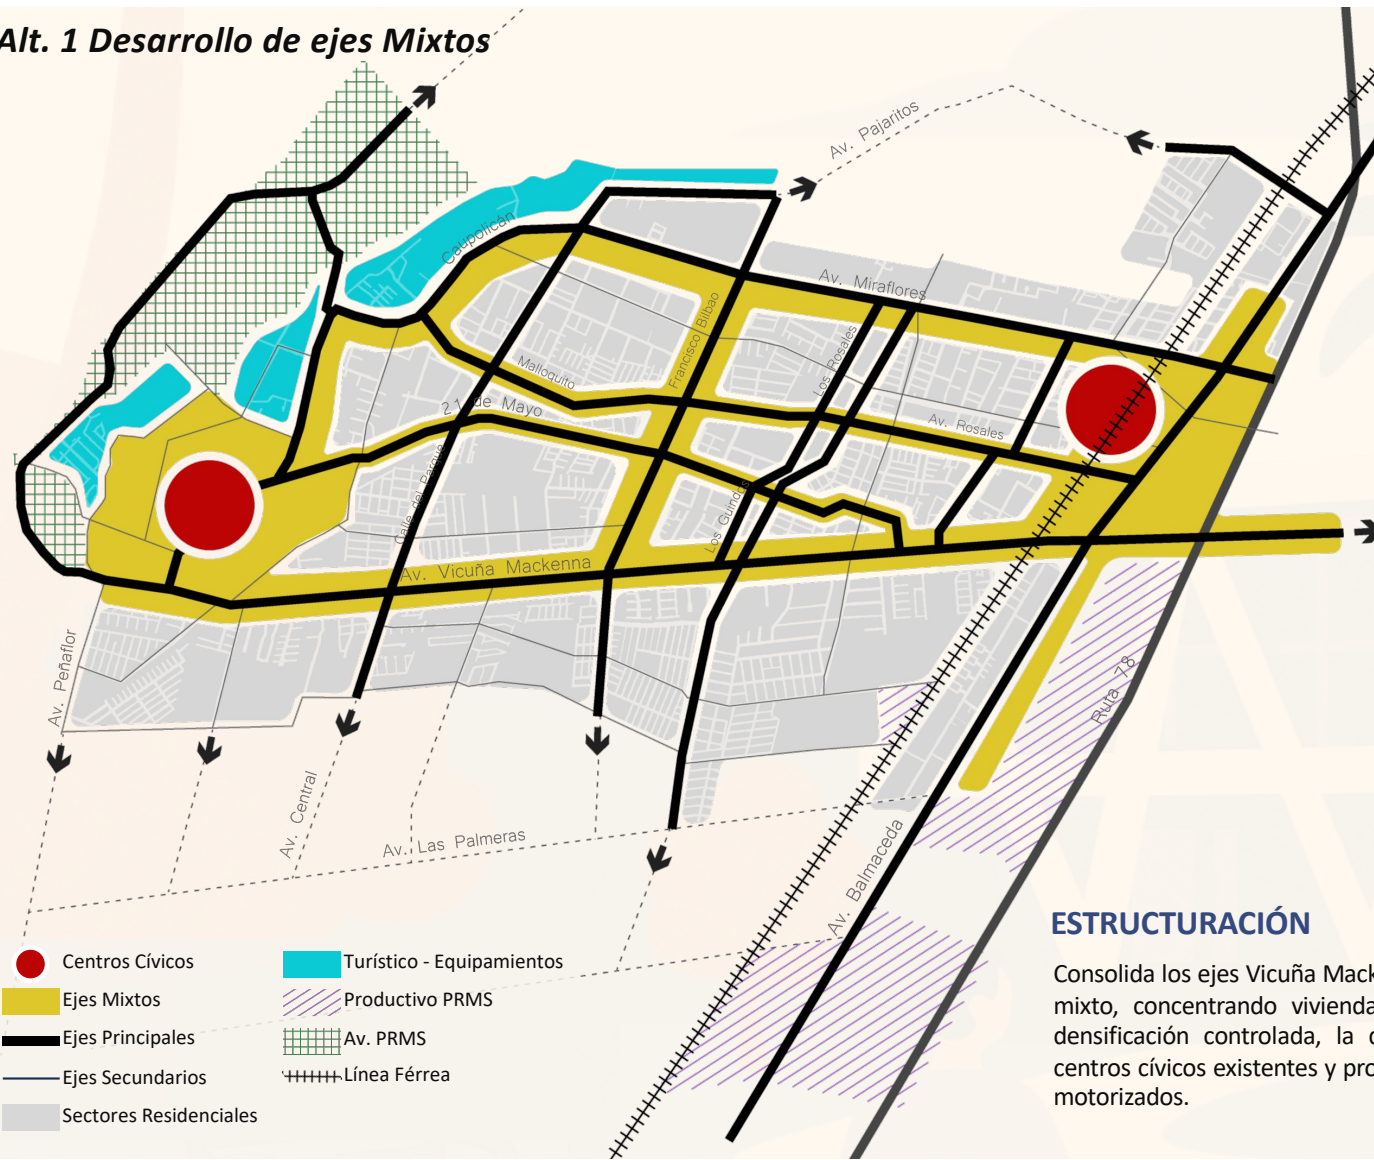 Alt. 1 Desarrollo de ejes Mixtos
Av. Pajaritos
Caupolicán
Av. Miraflores
Francisco Bilbao
Los Rosales
Malloquito
21 de Mayo
Av. Rosales
Calle del Parque
Los Guindos
Av. Vicuña Mackenna
Av. Peñaflor
Ruta 78
Av. Central
Av. Las Palmeras
Av. Balmaceda
ESTRUCTURACIÓN
Consolida los ejes Vicuña Mack
mixto, concentrando vivienda
densificación controlada, la
centros cívicos existentes y pro
motorizados.
Centros Cívicos
Ejes Mixtos
Ejes Principales
Ejes Secundarios
Sectores Residenciales
Turístico - Equipamientos
Productivo PRMS
Av. PRMS
Línea Férrea